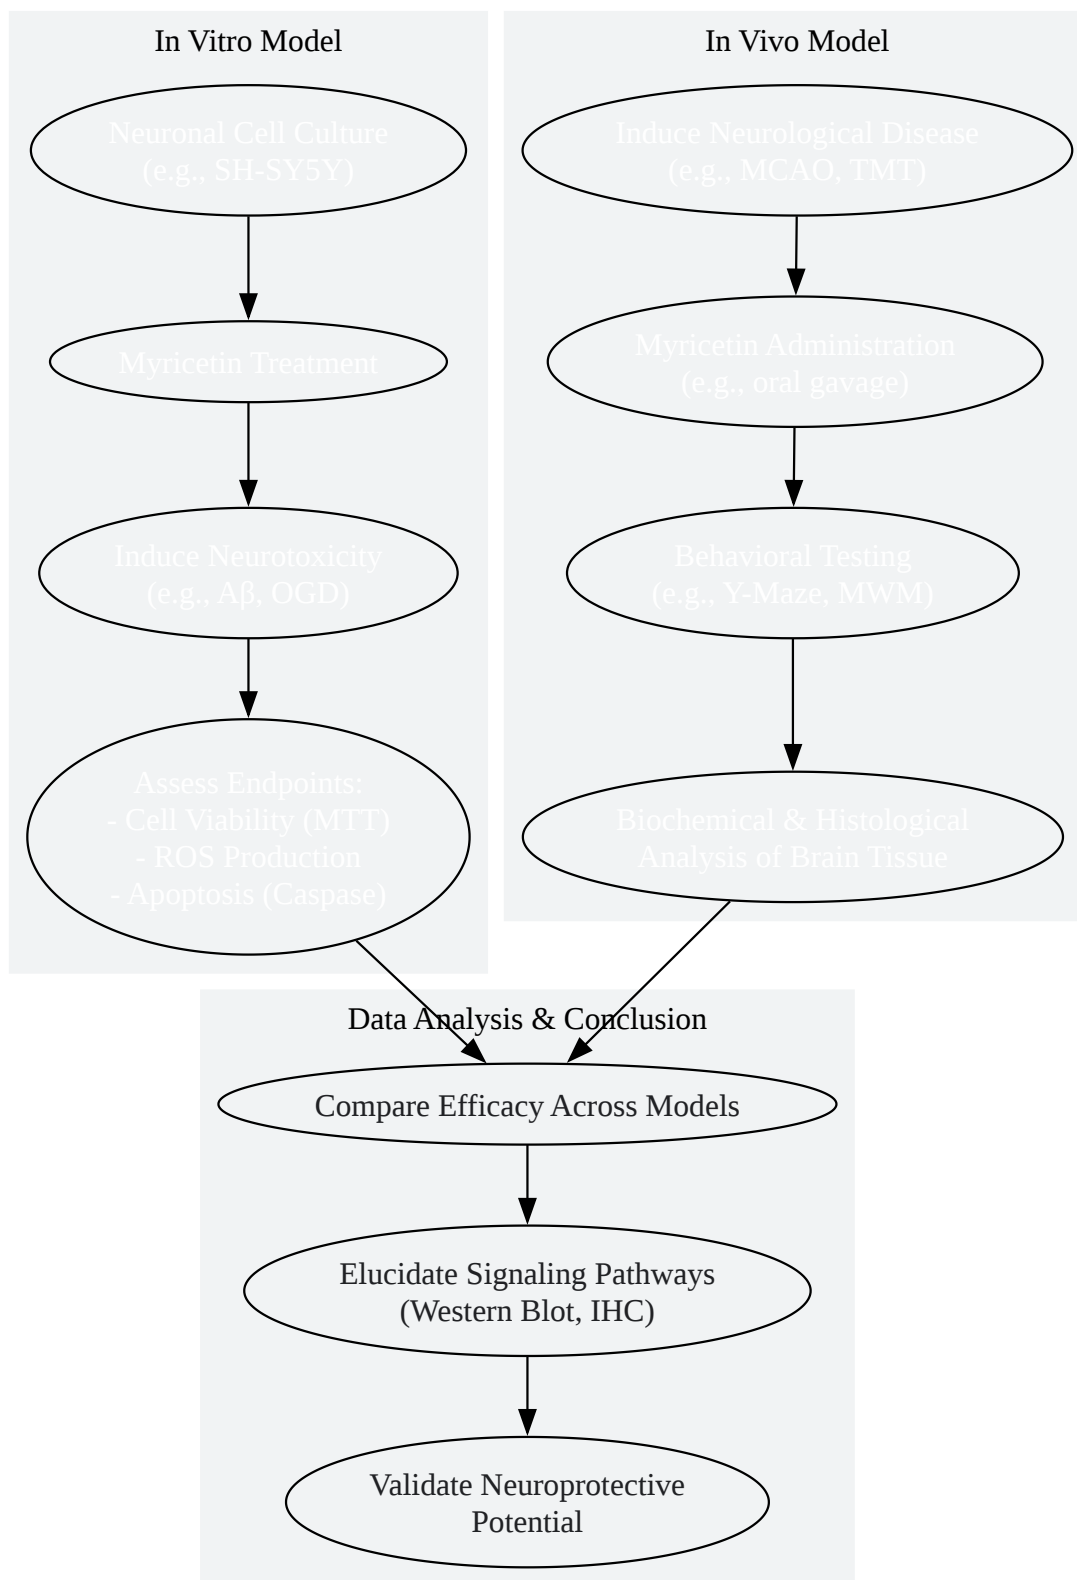 In Vitro Model
Neuronal Cell Culture
(e.g., SH-SY5Y)
Myricetin Treatment
Induce Neurotoxicity
(e.g., Aβ, OGD)
Assess Endpoints:
- Cell Viability (MTT)
- ROS Production
- Apoptosis (Caspase)
In Vivo Model
Induce Neurological Disease
(e.g., MCAO, TMT)
Myricetin Administration
(e.g., oral gavage)
Behavioral Testing
(e.g., Y-Maze, MWM)
Biochemical & Histological
Analysis of Brain Tissue
Data Analysis & Conclusion
Compare Efficacy Across Models
Elucidate Signaling Pathways
(Western Blot, IHC)
Validate Neuroprotective
Potential